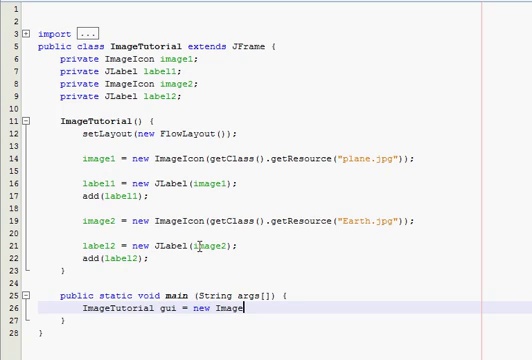 1
2
3 import ...
5 public class ImageTutorial extends JFrame {
6 private ImageIcon image1;
7 private JLabel label1;
8 private ImageIcon image2;
9 private JLabel label2;
10
11 ImageTutorial() {
12 setLayout(new FlowLayout());
13
14 image1 = new ImageIcon(getClass().getResource("plane.jpg"));
15
16 label1 = new JLabel(image1);
17 add(label1);
18
19 image2 = new ImageIcon(getClass().getResource("Earth.jpg"));
20
21 label2 = new JLabel(image2);
22 add(label2);
23 }
24
25 public static void main (String args[]) {
26 ImageTutorial gui = new Image
27 }
28 }